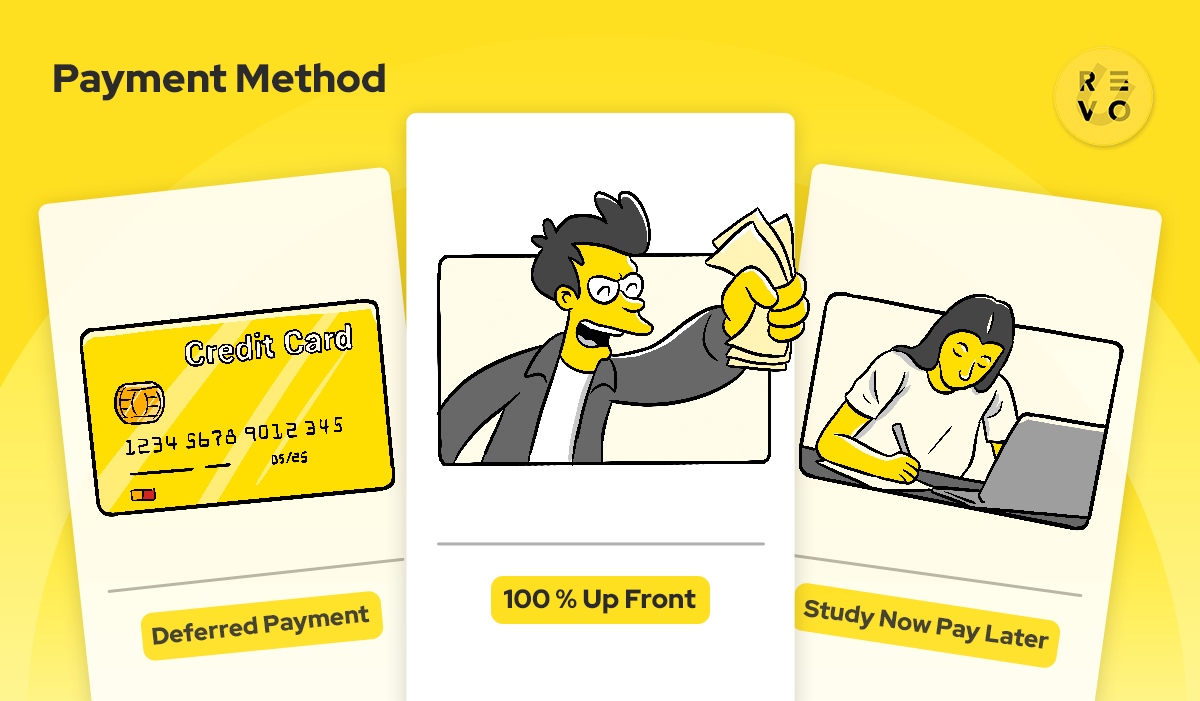 Payment Method
R E
V O
Credit Card
1234 5678 9012 345
05/25
Deferred Payment
100 % Up Front
Study Now Pay Later